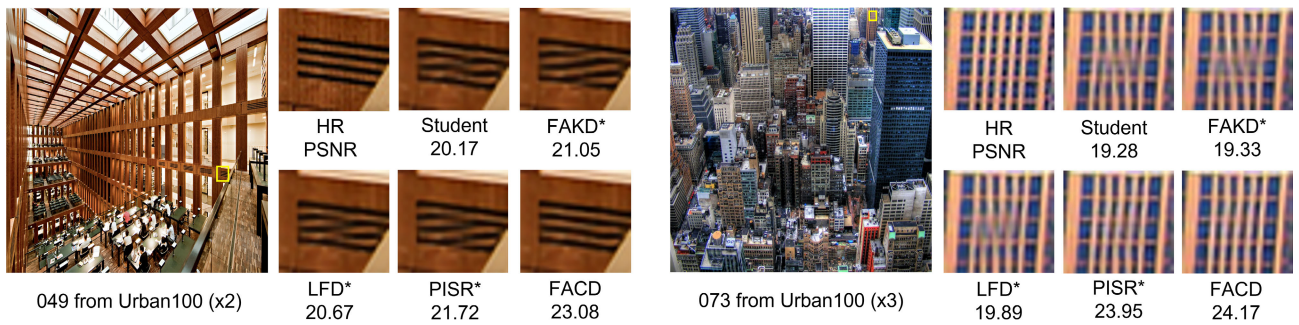 HR
PSNR
Student
20.17
FAKD*
21.05
LFD*
20.67
PISR*
21.72
FACD
23.08
049 from Urban100 (x2)
HR
PSNR
Student
19.28
FAKD*
19.33
LFD*
19.89
PISR*
23.95
FACD
24.17
073 from Urban100 (x3)